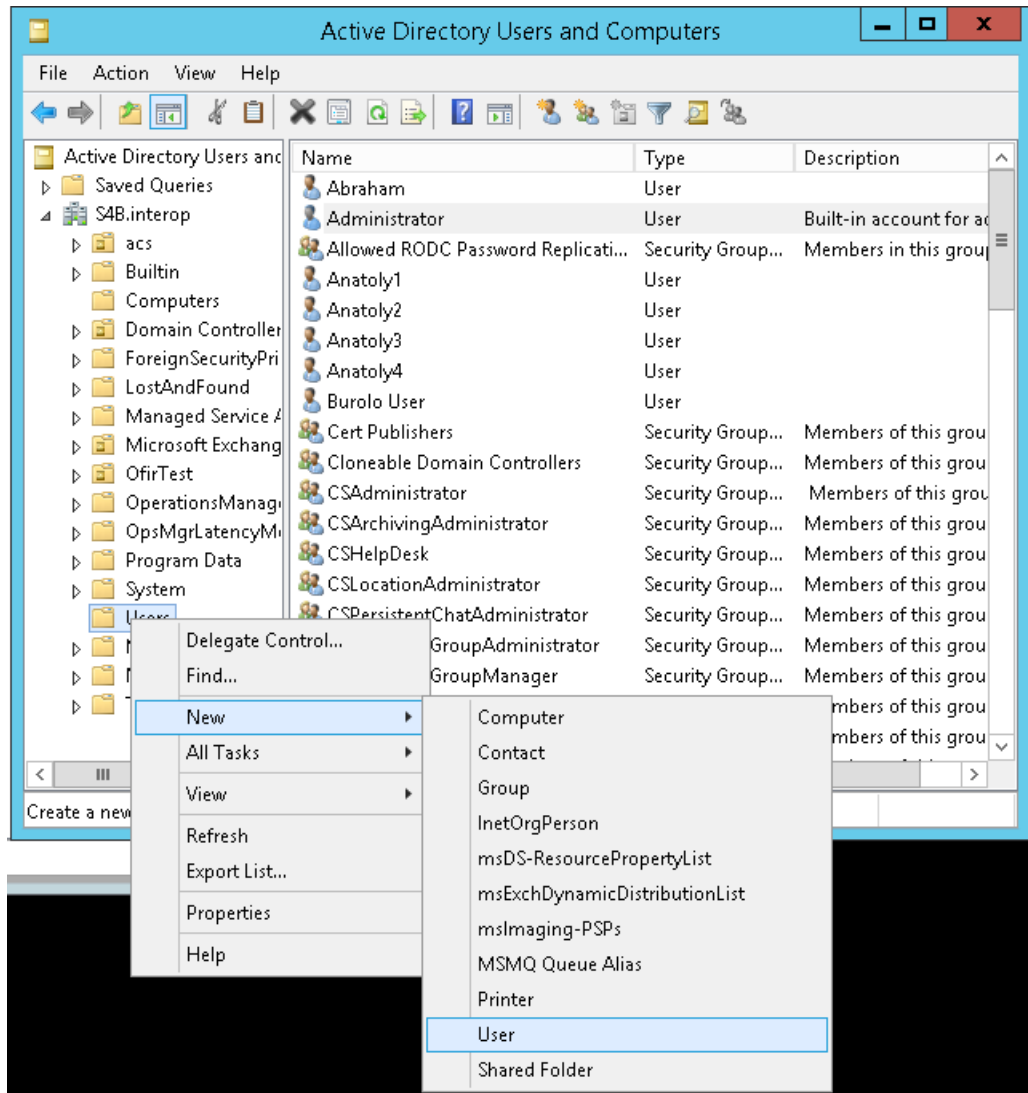 Active Directory Users and Computers
File Action View Help
Active Directory Users and
Saved Queries
S4B.interop
acs
Builtin
Computers
Domain Controller
ForeignSecurityPri
LostAndFound
Managed Service
Microsoft Exchang
OfirTest
OperationsManag
OpsMgrLatencyM
Program Data
System
Users
Name Type Description
Abraham User
Administrator User Built-in account for ad
Allowed RODC Password Replicati... Security Group... Members in this group
Anatoly1 User
Anatoly2 User
Anatoly3 User
Anatoly4 User
Burolo User User
Cert Publishers Security Group... Members of this grou
Cloneable Domain Controllers Security Group... Members of this grou
CSAdministrator Security Group... Members of this grou
CSArchivingAdministrator Security Group... Members of this grou
CSHelpDesk Security Group... Members of this grou
CSLocationAdministrator Security Group... Members of this grou
CSPersistentChatAdministrator Security Group... Members of this grou
GroupAdministrator Security Group... Members of this grou
GroupManager Security Group... Members of this grou
mbers of this grou
mbers of this grou
Create a new
Delegate Control...
Find...
New
All Tasks
View
Refresh
Export List...
Properties
Help
Computer
Contact
Group
InetOrgPerson
msDS-ResourcePropertyList
msExchDynamicDistributionList
msImaging-PSPs
MSMQ Queue Alias
Printer
User
Shared Folder